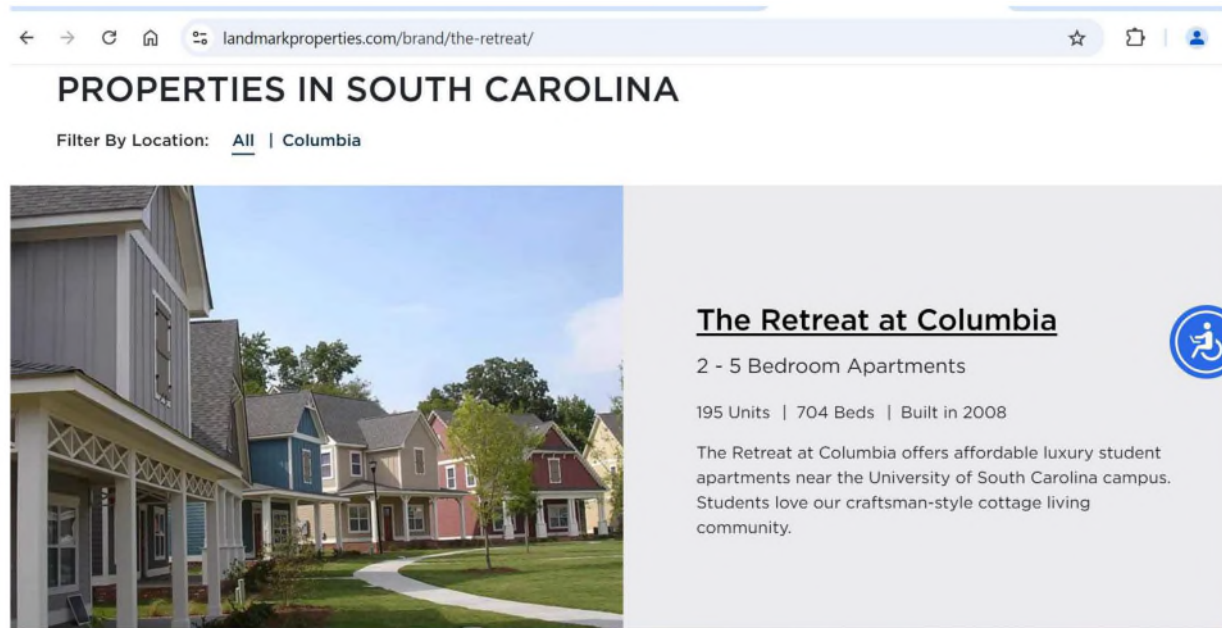 landmarkproperties.com/brand/the-retreat/
PROPERTIES IN SOUTH CAROLINA
Filter By Location: All | Columbia
The Retreat at Columbia
2 - 5 Bedroom Apartments
195 Units | 704 Beds | Built in 2008
The Retreat at Columbia offers affordable luxury student
apartments near the University of South Carolina campus.
Students love our craftsman-style cottage living
community.